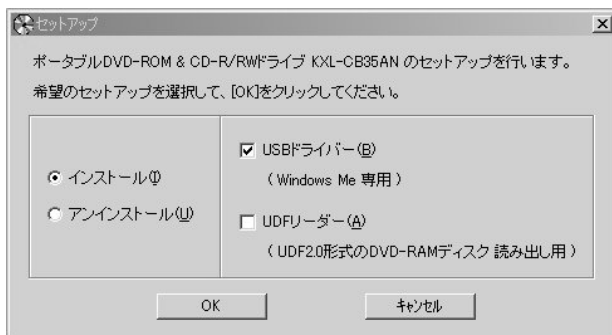 セットアップ
ポータブルDVD-ROM & CD-R/RWドライブ KXL-CB35AN のセットアップを行います。
希望のセットアップを選択して、[OK]をクリックしてください。
インストール(I)
アンインストール(U)
USBドライバー(B)
( Windows Me 専用 )
UDFリーダー(A)
( UDF2.0形式のDVD-RAMディスク 読み出し用 )
OK
キャンセル